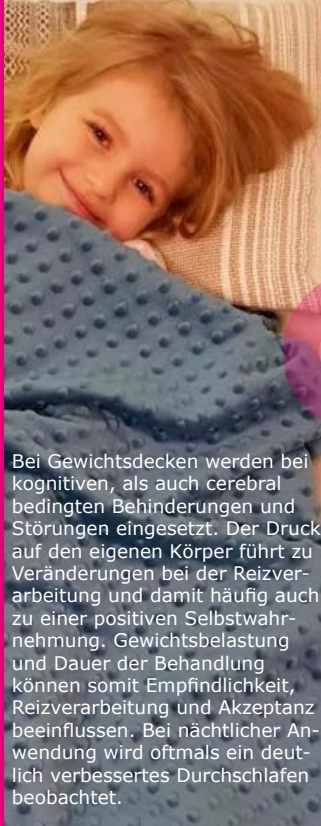 Bei Gewichtsdecken werden bei
kognitiven, als auch cerebral
bedingten Behinderungen und
Störungen eingesetzt. Der Druck
auf den eigenen Körper führt zu
Veränderungen bei der Reizver-
arbeitung und damit häufig auch
zu einer positiven Selbstwahr-
nehmung. Gewichtsbelastung
und Dauer der Behandlung
können somit Empfindlichkeit,
Reizverarbeitung und Akzeptanz
beeinflussen. Bei nächtlicher An-
wendung wird oftmals ein deut-
lich verbessertes Durchschlafen
beobachtet.